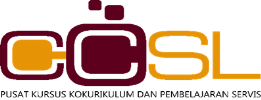 CCSL
PUSAT KURSUS KOKURIKULUM DAN PEMBELAJARAN SERVIS